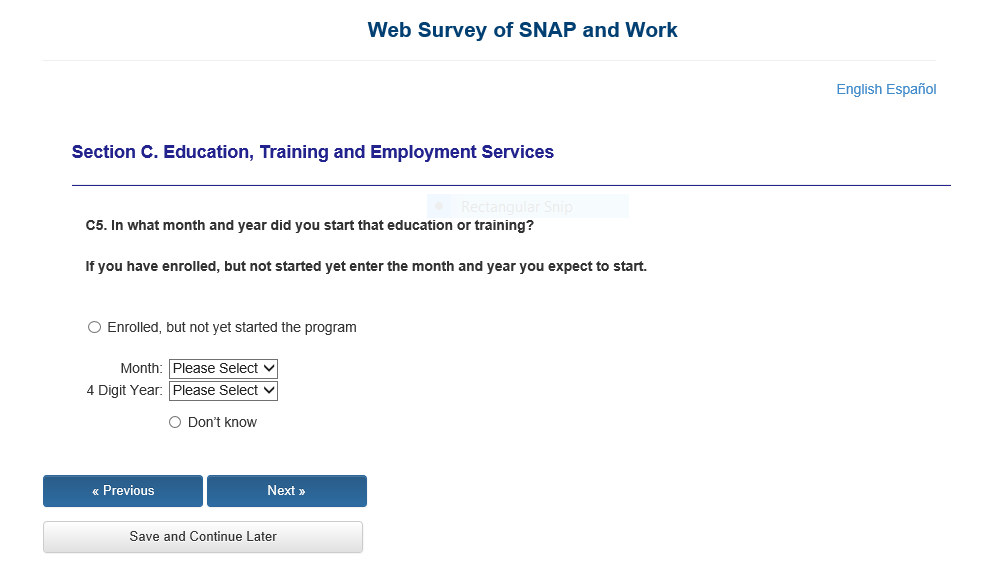 Web Survey of SNAP and Work
English Español
Section C. Education, Training and Employment Services
Rectangular Snip
C5. In what month and year did you start that education or training?
If you have enrolled, but not started yet enter the month and year you expect to start.
Enrolled, but not yet started the program
Month: Please Select
4 Digit Year: Please Select
Don't know
« Previous Next »
Save and Continue Later